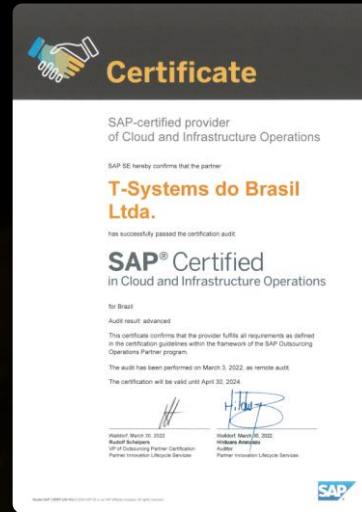 Certificate
SAP-certified provider
of Cloud and Infrastructure Operations
SAP SE hereby confirms that the partner
T-Systems do Brasil
Ltda.
has successfully passed the certification audit
SAP® Certified
in Cloud and Infrastructure Operations
for Brazil
Audit result: advanced
This certificate confirms that the provider fulfills all requirements as defined
in the certification guidelines within the framework of the SAP Outsourcing
Operations Partner program.
The audit has been performed on March 3, 2022, as remote audit.
The certification will be valid until April 30, 2024.
Walldorf, March 30, 2022
Rudolf Scheipers
VP of Outsourcing Partner Certification
Partner Innovation Lifecycle Services
Walldorf, March 30, 2022
Auditor
Partner Innovation Lifecycle Services
SAP